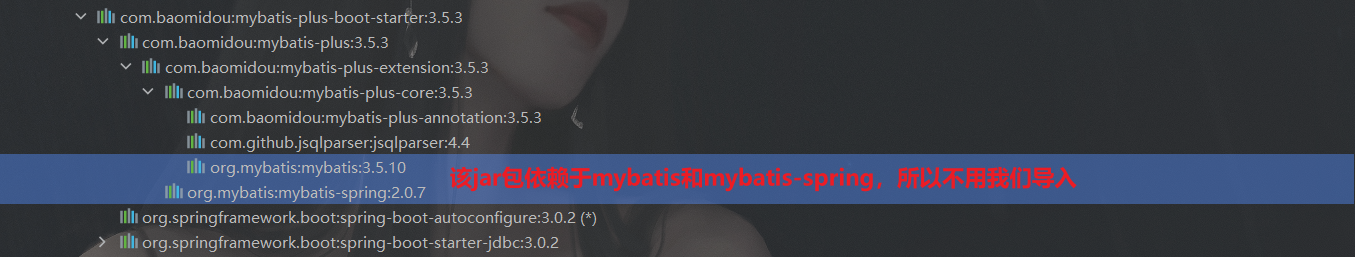 com.baomidou:mybatis-plus-boot-starter:3.5.3
com.baomidou:mybatis-plus:3.5.3
com.baomidou:mybatis-plus-extension:3.5.3
com.baomidou:mybatis-plus-core:3.5.3
com.baomidou:mybatis-plus-annotation:3.5.3
com.github.jsqlparser:jsqlparser:4.4
org.mybatis:mybatis:3.5.10
该jar包依赖于mybatis和mybatis-spring，所以不用我们导入
org.mybatis:mybatis-spring:2.0.7
org.springframework.boot:spring-boot-autoconfigure:3.0.2 (*)
org.springframework.boot:spring-boot-starter-jdbc:3.0.2